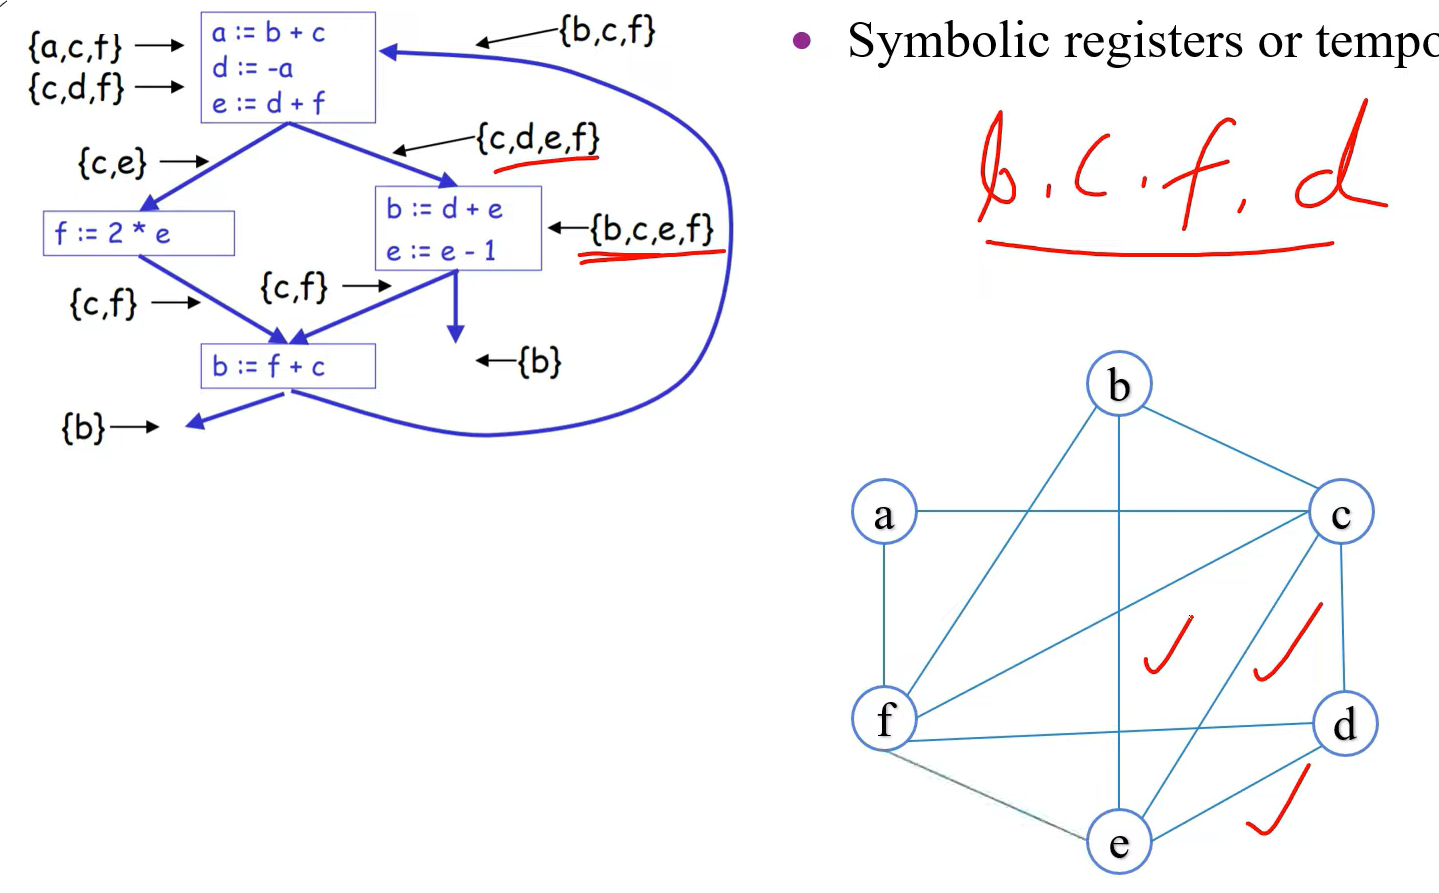 {a,c,f}
{c,d,f}
a := b + c
d := -a
e := d + f
{b,c,f}
{c,e}
{c,d,e,f}
f := 2 * e
b := d + e
e := e - 1
{b,c,e,f}
{c,f}
{c,f}
b := f + c
{b}
{b}
• Symbolic registers or tempo
b, c, f, d
b
a
c
f
d
e